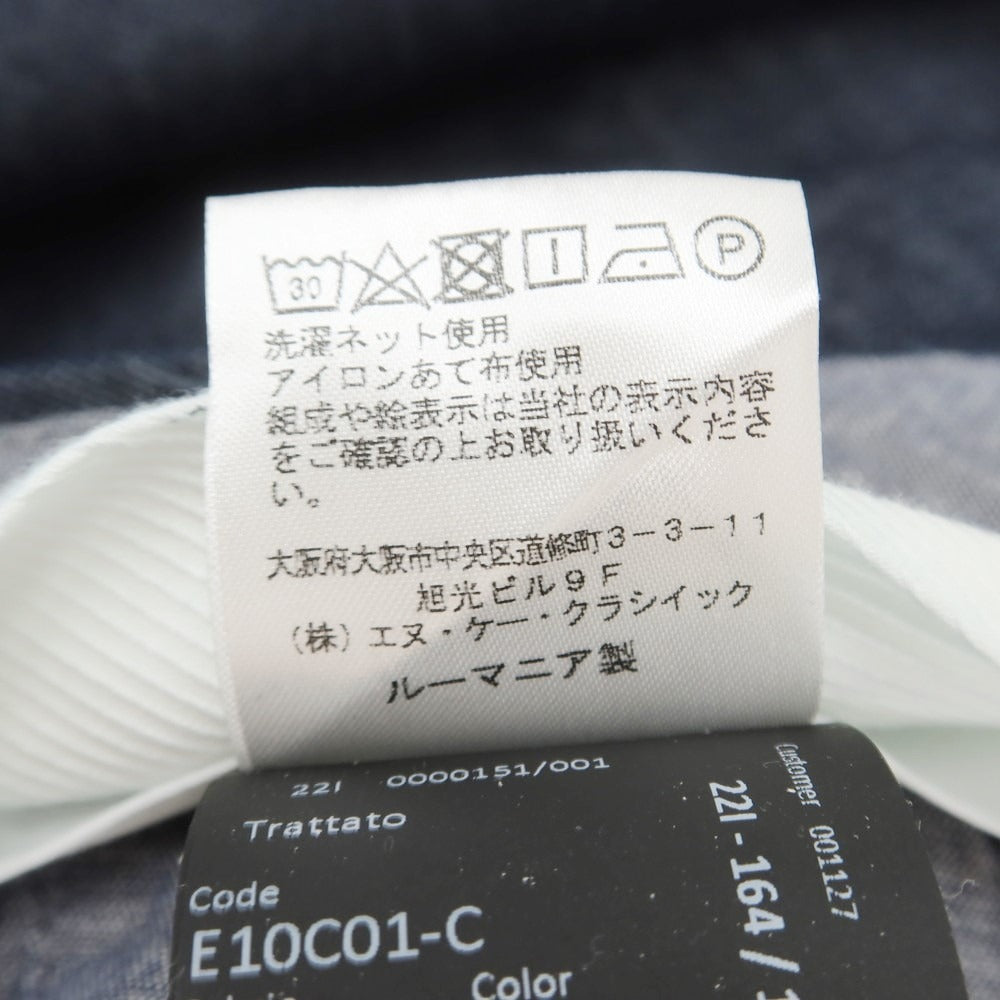 30
P
洗濯ネット使用
アイロンあて布使用
組成や絵表示は当社の表示内容
をご確認の上お取り扱いくださ
い。
大阪府大阪市中央区道修町3-3-11
旭光ビル9F
(株)エヌ・ケー・クラシイック
ルーマニア製
22I 0000151/001
Trattato
Code
E10C01-C
Color
Customer 001127
22I - 164 /